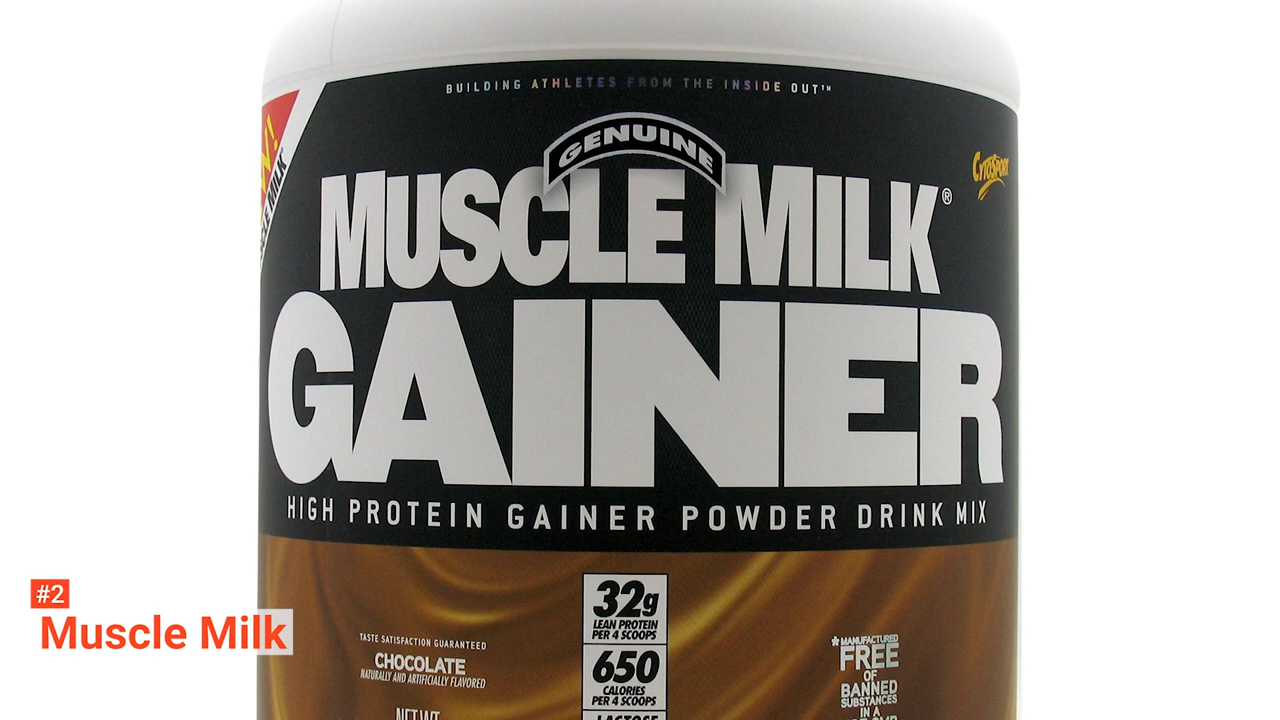 BUILDING ATHLETES FROM THE INSIDE OUT™
GENUINE
MUSCLE MILK®
CYTOSPORT
GAINER
HIGH PROTEIN GAINER POWDER DRINK MIX
32g
LEAN PROTEIN
PER 4 SCOOPS
650
CALORIES
PER 4 SCOOPS
TASTE SATISFACTION GUARANTEED
CHOCOLATE
NATURALLY AND ARTIFICIALLY FLAVORED
*MANUFACTURED
FREE
OF
BANNED
SUBSTANCES
IN A
#2
Muscle Milk